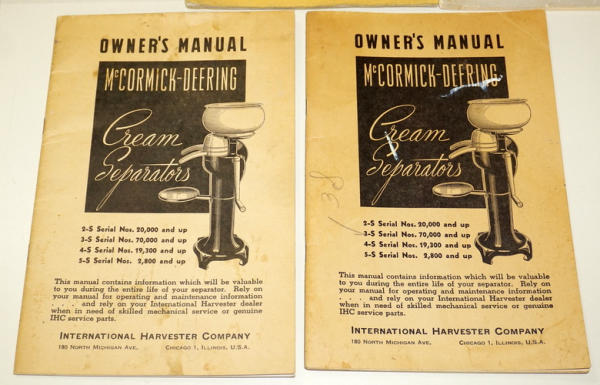 OWNER'S MANUAL
McCORMICK-DEERING
Cream
Separators
2-S Serial Nos. 20,000 and up
3-S Serial Nos. 70,000 and up
4-S Serial Nos. 19,300 and up
5-S Serial Nos. 2,800 and up
This manual contains information which will be valuable
to you during the entire life of your separator. Rely on
your manual for operating and maintenance information
. . . . and rely on your International Harvester dealer
when in need of skilled mechanical service or genuine
IHC service parts.
INTERNATIONAL HARVESTER COMPANY
180 NORTH MICHIGAN AVE. CHICAGO 1, ILLINOIS, U.S.A.
OWNER'S MANUAL
McCORMICK-DEERING
Cream
Separators
138
2-S Serial Nos. 20,000 and up
3-S Serial Nos. 70,000 and up
4-S Serial Nos. 19,300 and up
5-S Serial Nos. 2,800 and up
This manual contains information which will be valuable
to you during the entire life of your separator. Rely on
your manual for operating and maintenance information
. . . . and rely on your International Harvester dealer
when in need of skilled mechanical service or genuine
IHC service parts.
INTERNATIONAL HARVESTER COMPANY
180 NORTH MICHIGAN AVE. CHICAGO 1, ILLINOIS, U.S.A.